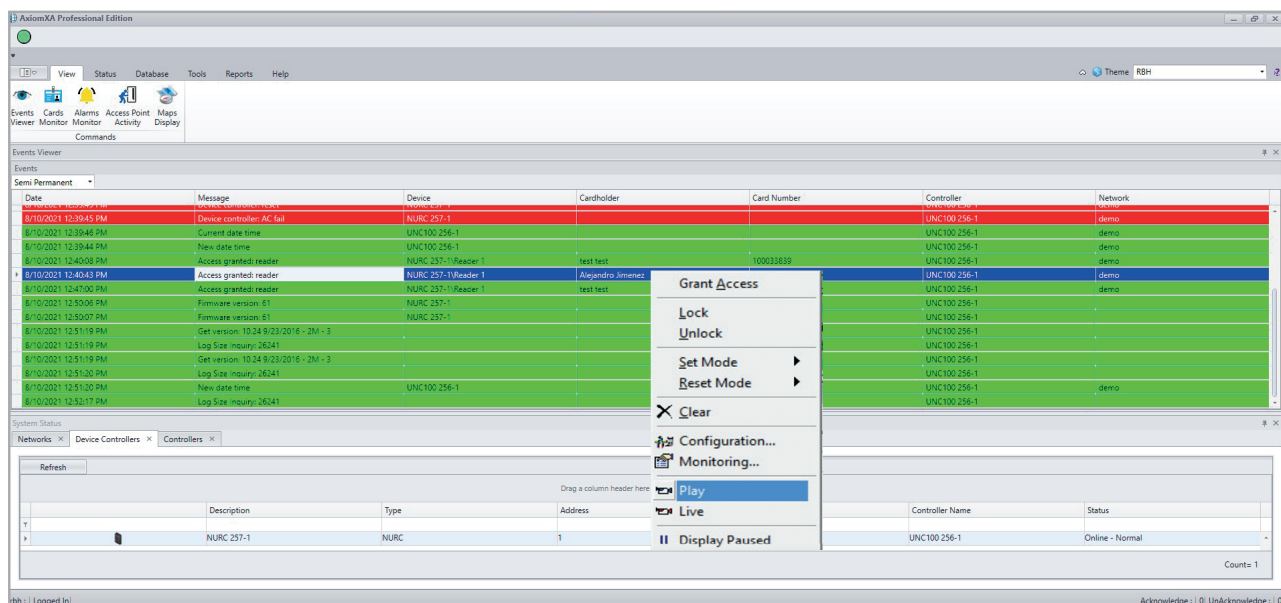 AxiomXA Professional Edition
View Status Database Tools Reports Help Theme RBH
Events Viewer Cards Monitor Alarms Monitor Access Point Activity Maps Display
Commands
Events Viewer
Events
Semi Permanent
Date Message Device Cardholder Card Number Controller Network
8/10/2021 12:39:45 PM Device controller: AC fail NURC 257-1 UNC100 256-1 demo
8/10/2021 12:39:46 PM Current date time UNC100 256-1 UNC100 256-1 demo
8/10/2021 12:39:44 PM New date time UNC100 256-1 UNC100 256-1 demo
8/10/2021 12:40:08 PM Access granted: reader NURC 257-1\Reader 1 test test 100033839 UNC100 256-1 demo
8/10/2021 12:40:43 PM Access granted: reader NURC 257-1\Reader 1 Alejandro Jimenez UNC100 256-1 demo
8/10/2021 12:47:00 PM Access granted: reader NURC 257-1\Reader 1 test test UNC100 256-1 demo
8/10/2021 12:50:06 PM Firmware version: 61 NURC 257-1 UNC100 256-1
8/10/2021 12:50:07 PM Firmware version: 61 NURC 257-1 UNC100 256-1
8/10/2021 12:51:19 PM Get version: 10.24 9/23/2016 - 2M - 3 UNC100 256-1
8/10/2021 12:51:19 PM Log Size Inquiry: 26241 UNC100 256-1
8/10/2021 12:51:19 PM Get version: 10.24 9/23/2016 - 2M - 3 UNC100 256-1
8/10/2021 12:51:20 PM Log Size Inquiry: 26241 UNC100 256-1
8/10/2021 12:51:20 PM New date time UNC100 256-1 UNC100 256-1 demo
8/10/2021 12:52:17 PM Log Size Inquiry: 26241 UNC100 256-1
Grant Access
Lock
Unlock
Set Mode
Reset Mode
Clear
Configuration...
Monitoring...
Play
Live
Display Paused
System Status
Networks Device Controllers Controllers
Refresh
Drag a column header here
Description Type Address Controller Name Status
NURC 257-1 NURC 1 UNC100 256-1 Online - Normal
Count= 1
rbh : | Logged In| Acknowledge : | 0| UnAcknowledge : | 0